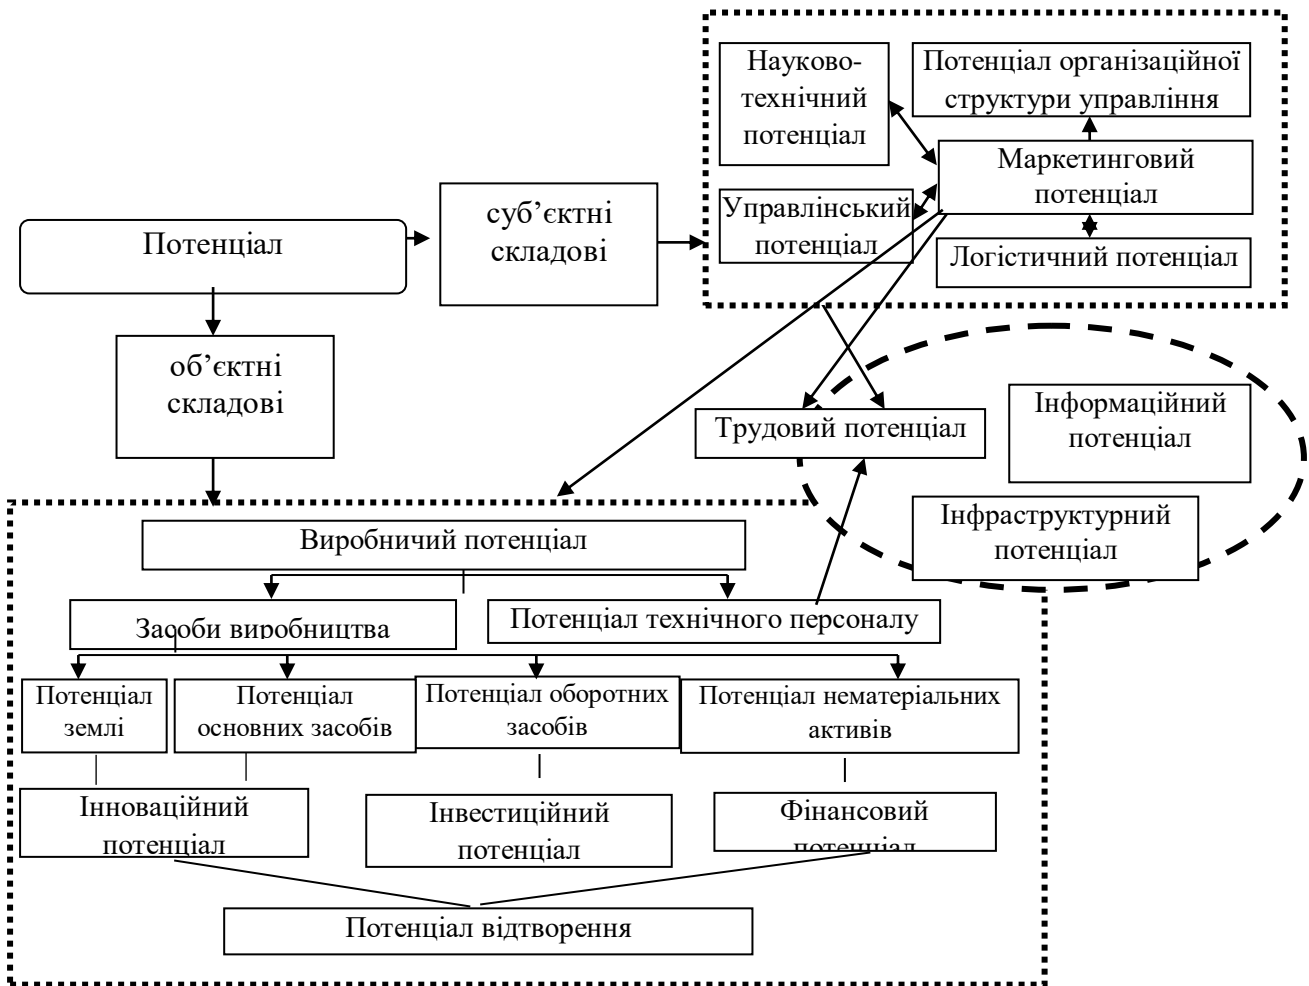 Науково-
технічний
потенціал
Потенціал організаційної
структури управління
Маркетинговий
потенціал
Управлінський
потенціал
Логістичний потенціал
суб’єктні
складові
Потенціал
об’єктні
складові
Трудовий потенціал
Інформаційний
потенціал
Інфраструктурний
потенціал
Виробничий потенціал
Засоби виробництва
Потенціал технічного персоналу
Потенціал
землі
Потенціал
основних засобів
Потенціал оборотних
засобів
Потенціал нематеріальних
активів
Інноваційний
потенціал
Інвестиційний
потенціал
Фінансовий
потенціал
Потенціал відтворення